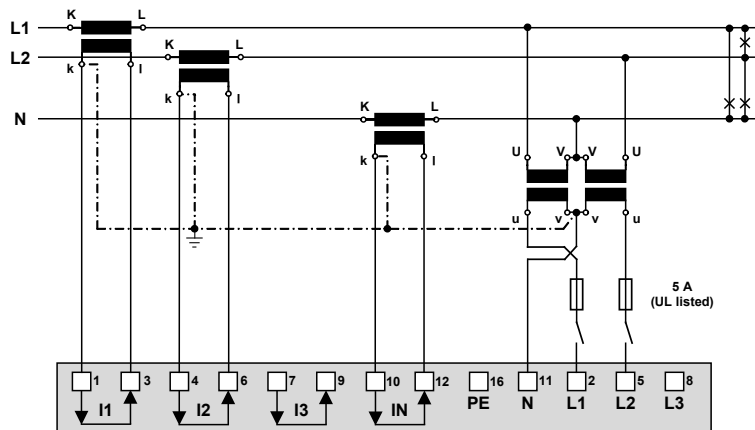 K L
L1
K L
L2
k l
k l
K L
N
U V V U
k l
u v v u
5 A
(UL listed)
1 3 4 6 7 9 10 12 16 11 2 5 8
I1 I2 I3 IN PE N L1 L2 L3